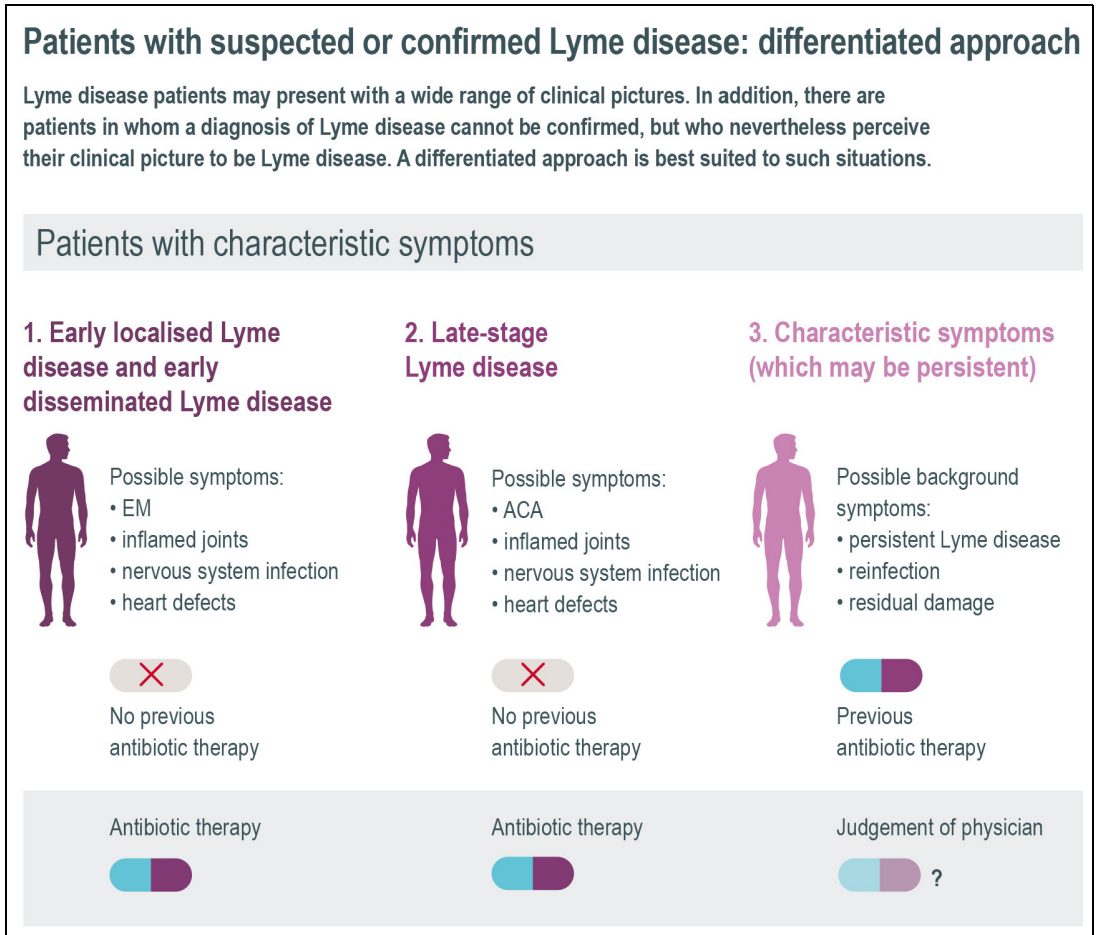 Patients with suspected or confirmed Lyme disease: differentiated approach
Lyme disease patients may present with a wide range of clinical pictures. In addition, there are
patients in whom a diagnosis of Lyme disease cannot be confirmed, but who nevertheless perceive
their clinical picture to be Lyme disease. A differentiated approach is best suited to such situations.
Patients with characteristic symptoms
1. Early localised Lyme
disease and early
disseminated Lyme disease
Possible symptoms:
• EM
• inflamed joints
• nervous system infection
• heart defects
No previous
antibiotic therapy
Antibiotic therapy
2. Late-stage
Lyme disease
Possible symptoms:
• ACA
• inflamed joints
• nervous system infection
• heart defects
No previous
antibiotic therapy
Antibiotic therapy
3. Characteristic symptoms
(which may be persistent)
Possible background
symptoms:
• persistent Lyme disease
• reinfection
• residual damage
Previous
antibiotic therapy
Judgement of physician
?